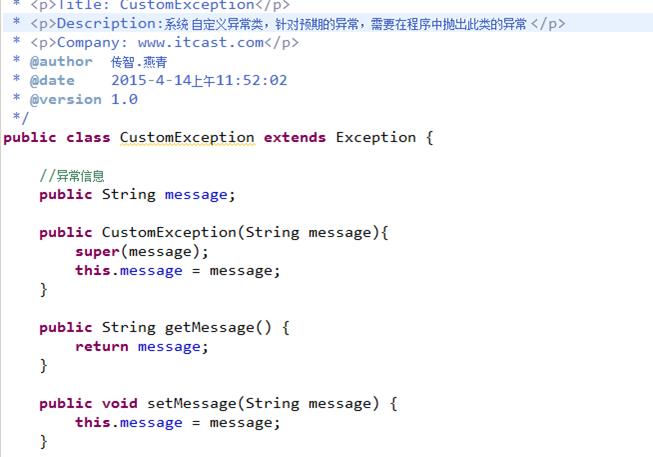 * <p>Title: CustomException</p>
* <p>Description:系统 自定义异常类，针对预期的异常，需要在程序中抛出此类的异常 </p>
* <p>Company: www.itcast.com</p>
* @author 传智.燕青
* @date 2015-4-14上午11:52:02
* @version 1.0
*/
public class CustomException extends Exception {
//异常信息
public String message;
public CustomException(String message){
super(message);
this.message = message;
}
public String getMessage() {
return message;
}
public void setMessage(String message) {
this.message = message;
}